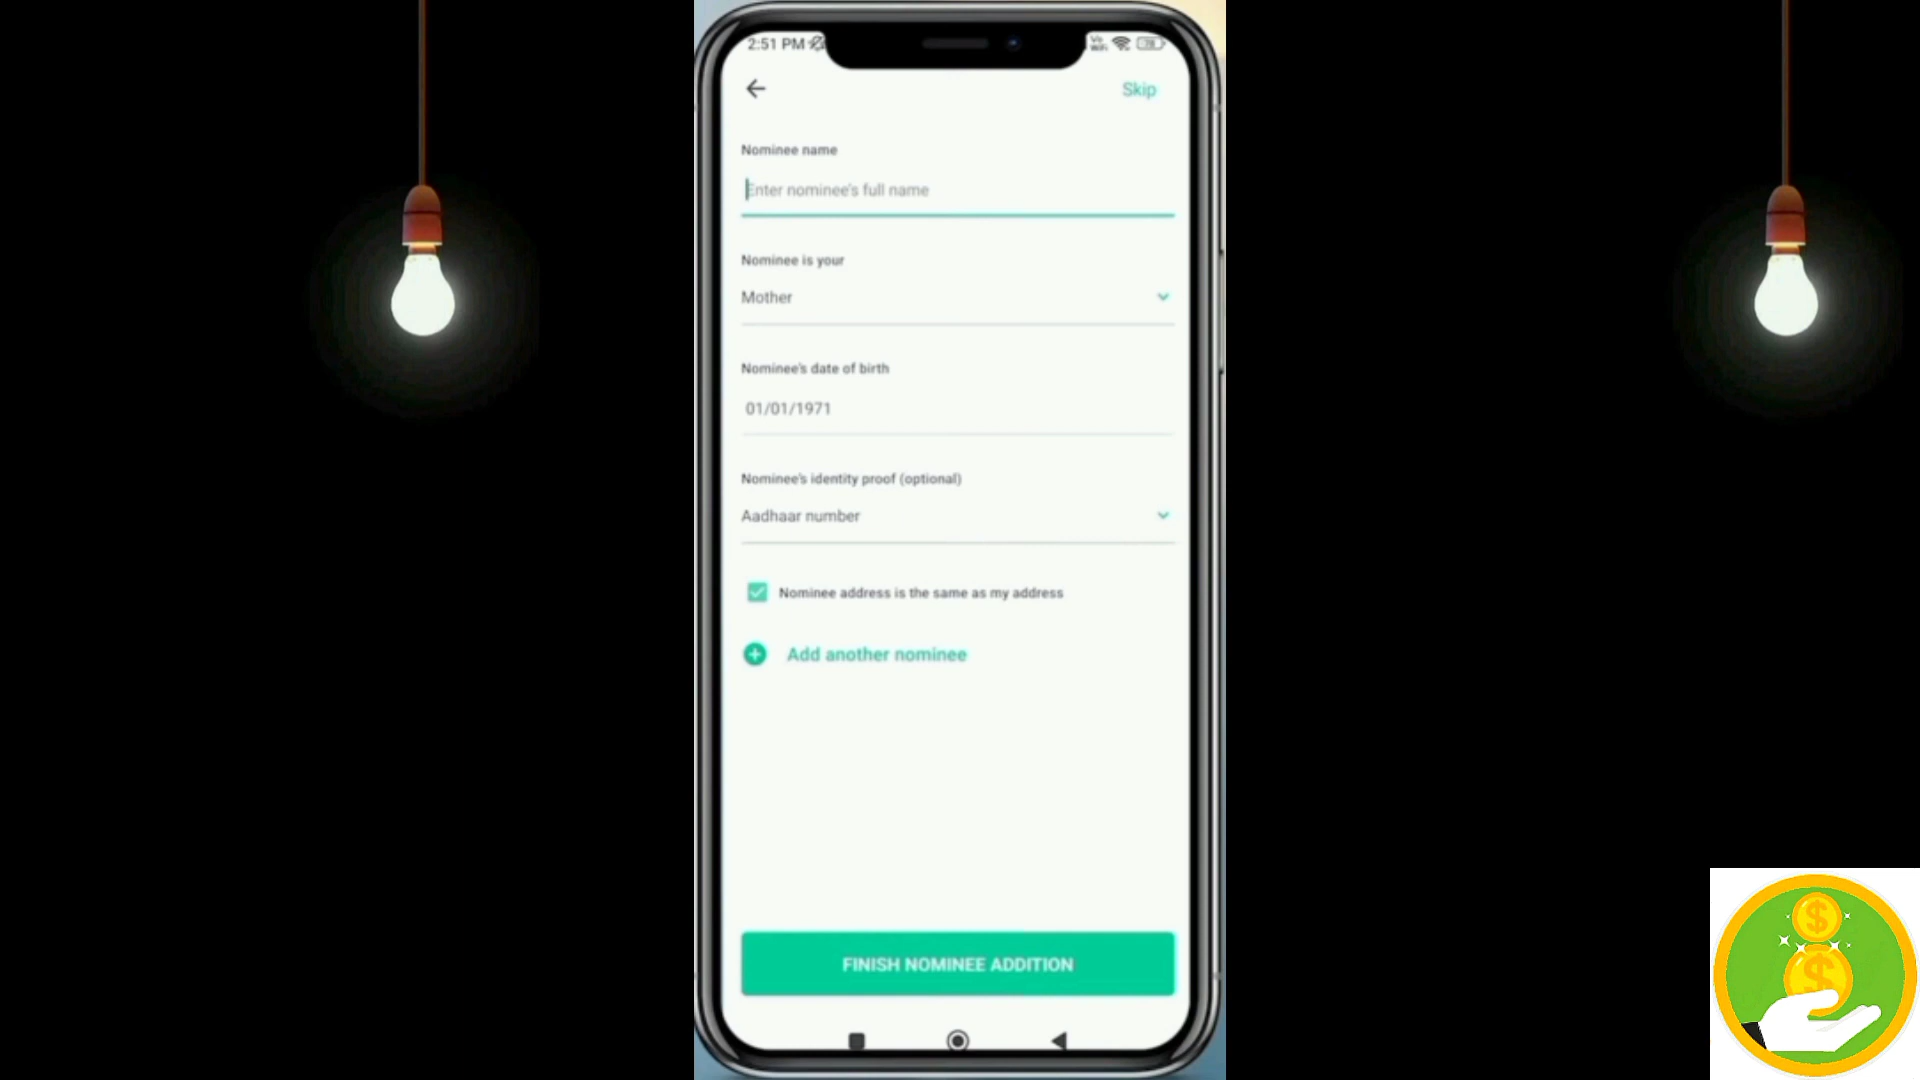 2:51 PM
Skip
Nominee name
Enter nominee's full name
Nominee is your
Mother
Nominee's date of birth
01/01/1971
Nominee's identity proof (optional)
Aadhaar number
Nominee address is the same as my address
Add another nominee
FINISH NOMINEE ADDITION
$
$